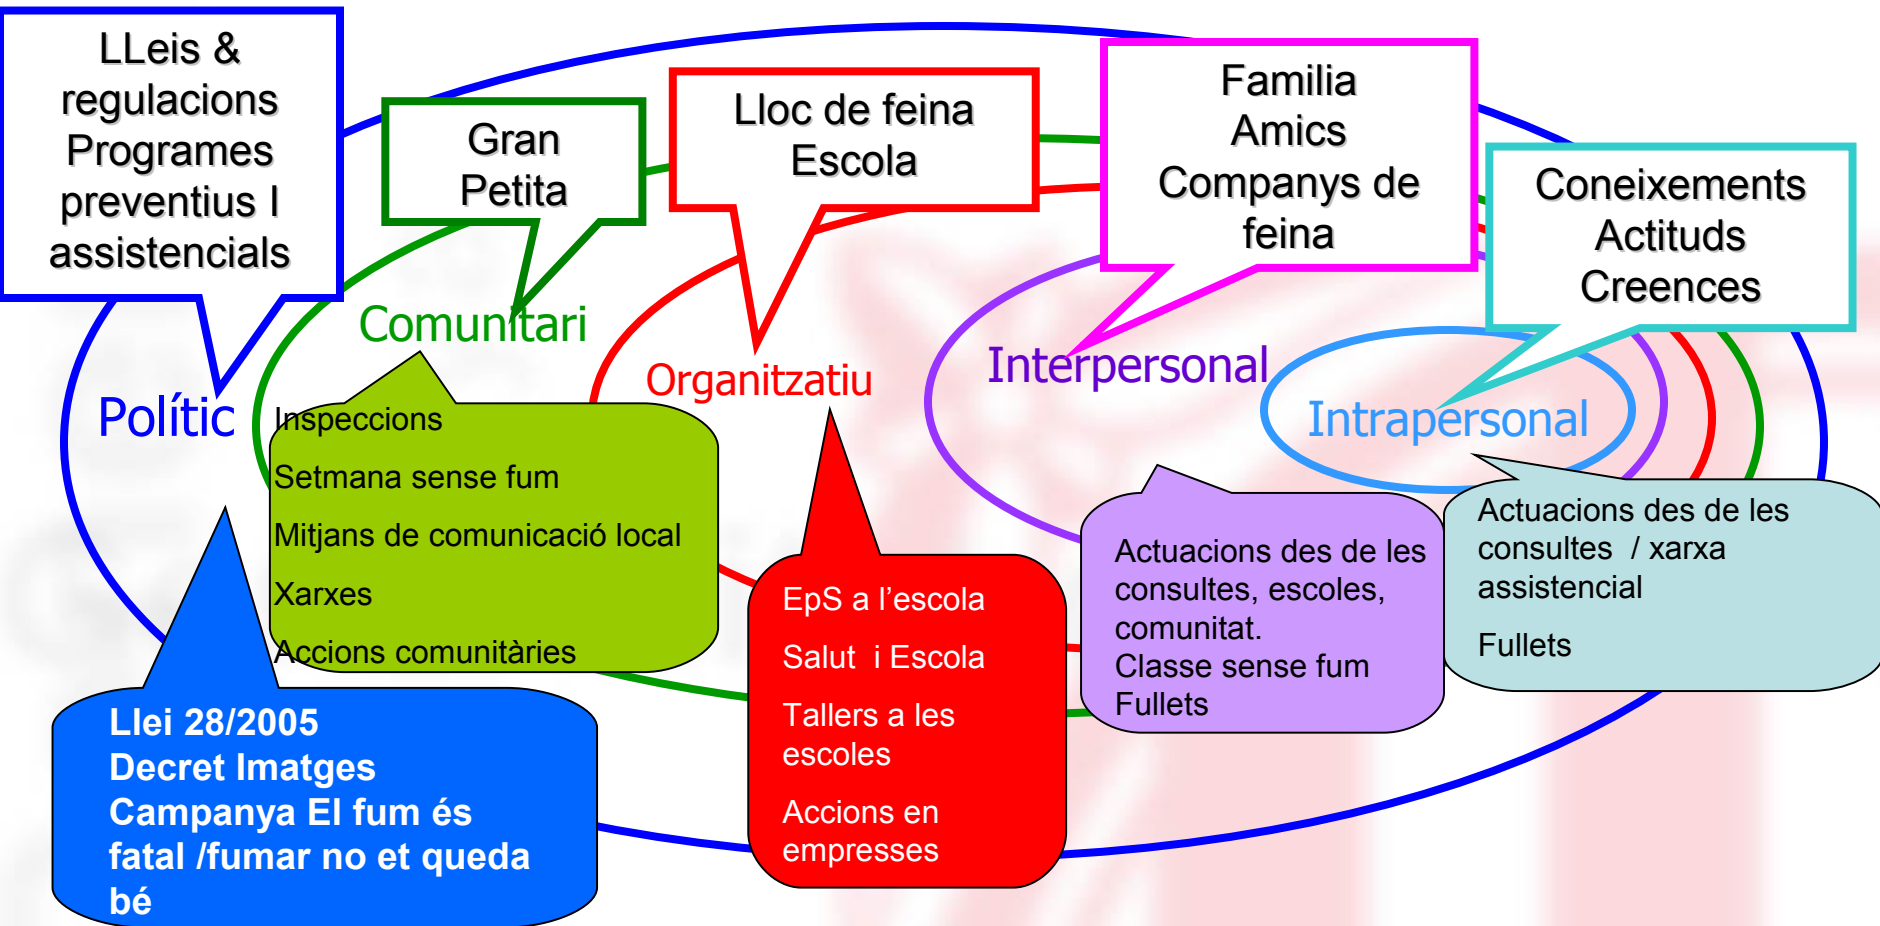 LLeis &
regulacions
Programes
preventius I
assistencials
Gran
Petita
Lloc de feina
Escola
Familia
Amics
Companys de
feina
Coneixements
Actituds
Creences
Polític
Comunitari
Organitzatiu
Interpersonal
Intrapersonal
Llei 28/2005
Decret Imatges
Campanya El fum és
fatal /fumar no et queda
bé
Inspeccions
Setmana sense fum
Mitjans de comunicació local
Xarxes
Accions comunitàries
EpS a l’escola
Salut i Escola
Tallers a les
escoles
Accions en
empresses
Actuacions des de les
consultes, escoles,
comunitat.
Classe sense fum
Fullets
Actuacions des de les
consultes / xarxa
assistencial
Fullets